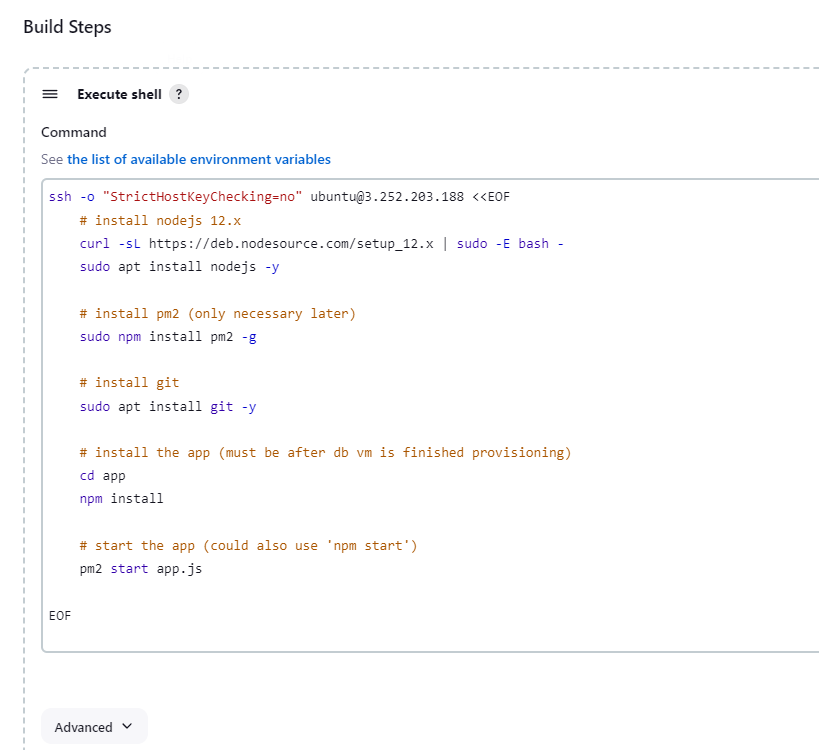 Build Steps
Execute shell ?
Command
See the list of available environment variables
ssh -o "StrictHostKeyChecking=no" ubuntu@3.252.203.188 <<EOF
# install nodejs 12.x
curl -sL https://deb.nodesource.com/setup_12.x | sudo -E bash -
sudo apt install nodejs -y
# install pm2 (only necessary later)
sudo npm install pm2 -g
# install git
sudo apt install git -y
# install the app (must be after db vm is finished provisioning)
cd app
npm install
# start the app (could also use 'npm start')
pm2 start app.js
EOF
Advanced